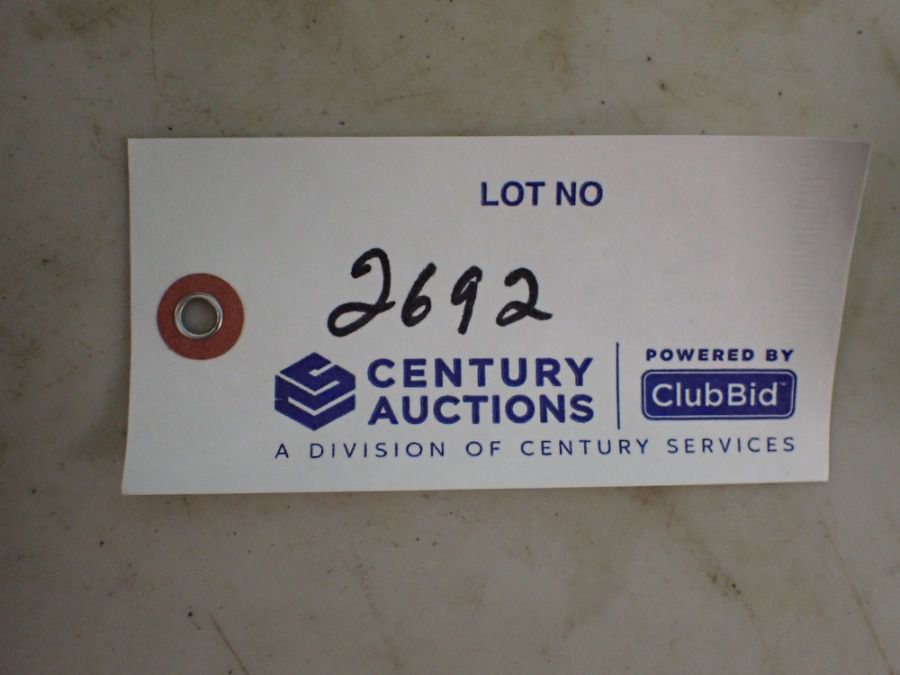 LOT NO
2692
CENTURY AUCTIONS
POWERED BY
ClubBid™
A DIVISION OF CENTURY SERVICES